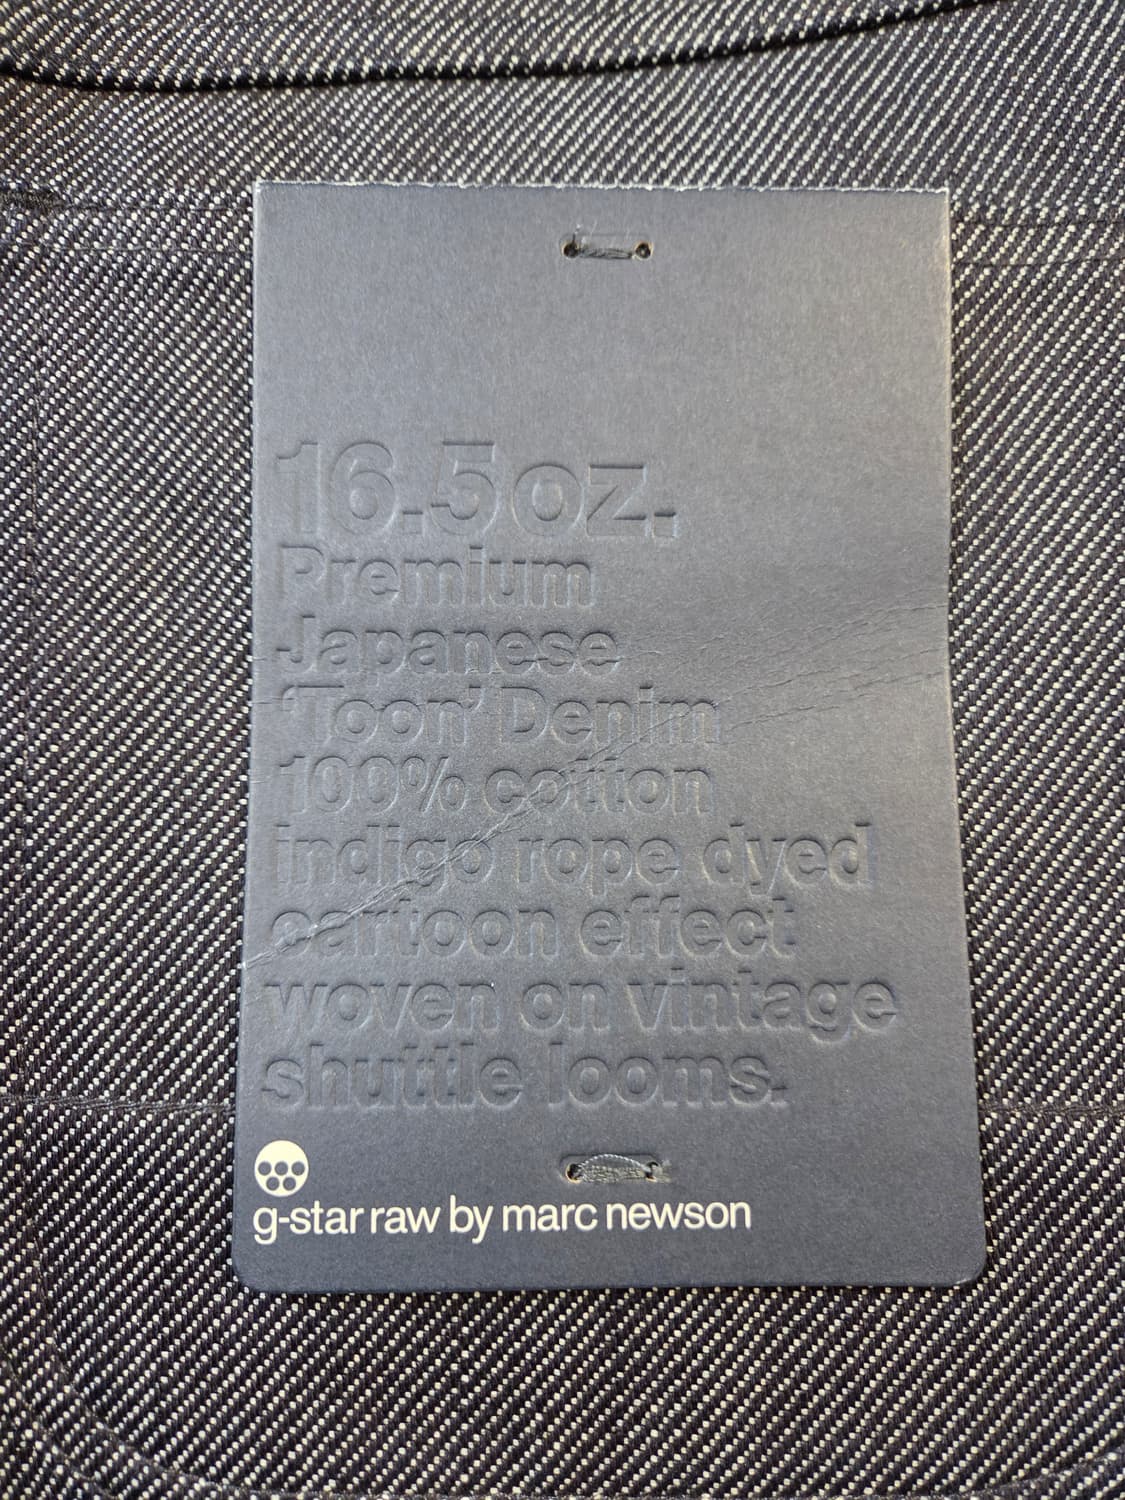 16.5oz.
Premium
Japanese
‘Toon’ Denim
100% cotton
indigo rope dyed
cartoon effect
woven on vintage
shuttle looms.
g-star raw by marc newson